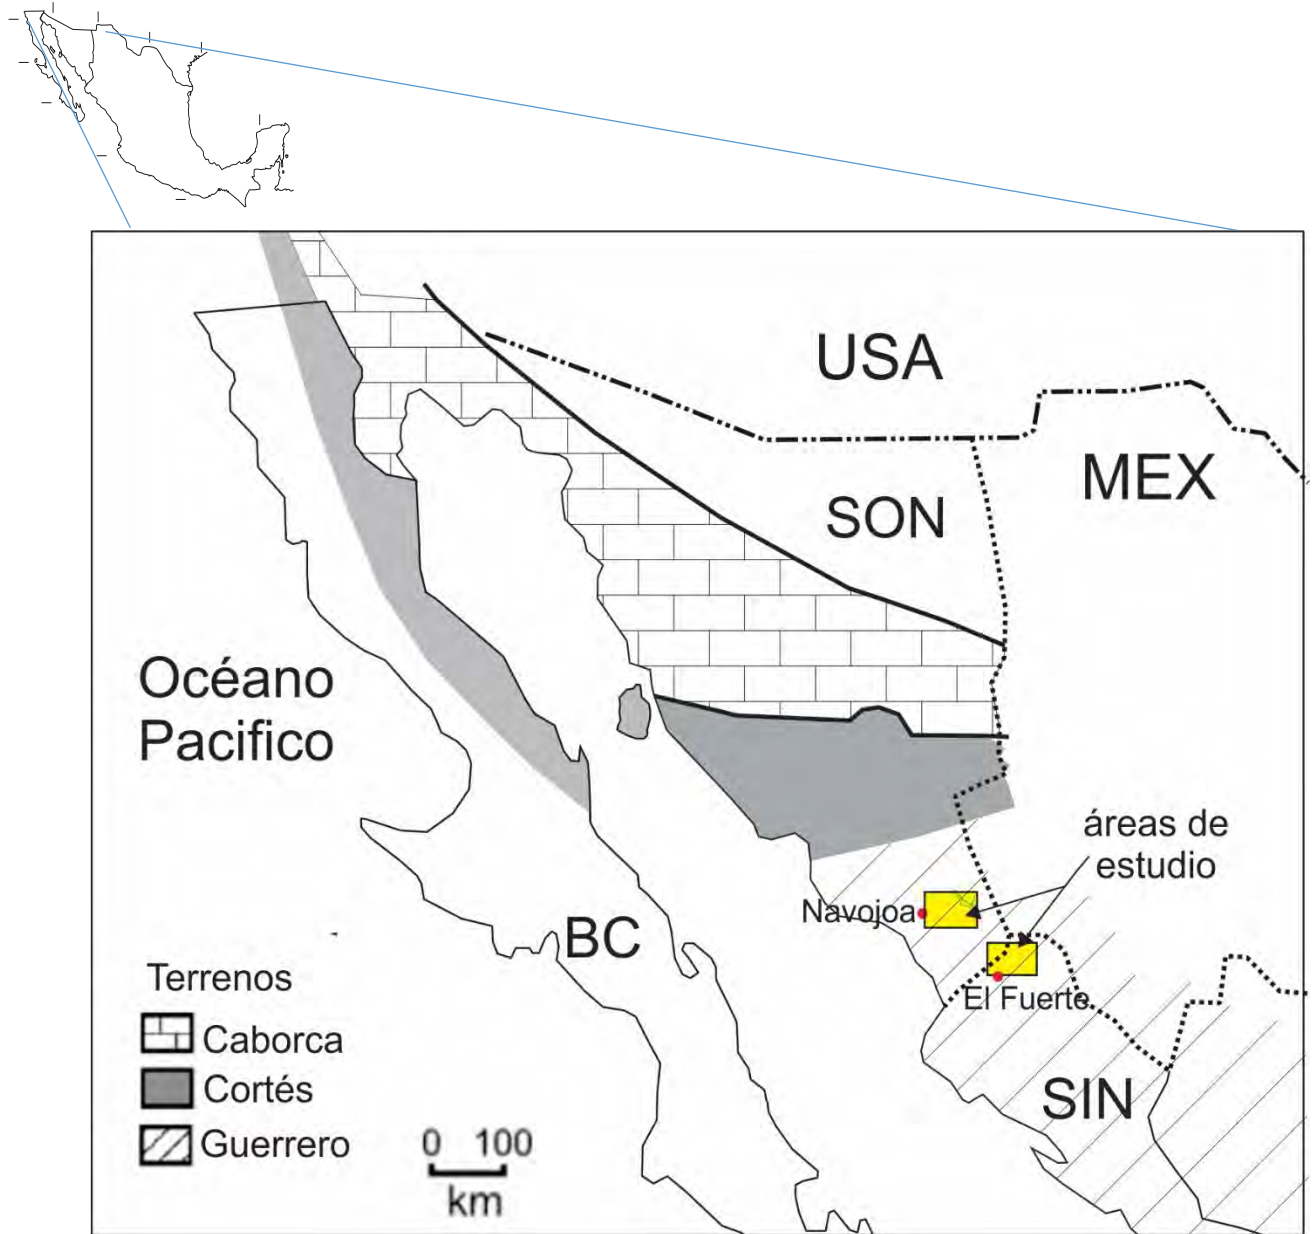 USA
MEX
SON
Océano
Pacifico
áreas de
estudio
Navojoa
BC
El Fuerte
Terrenos
Caborca
Cortés
Guerrero
SIN
0 100
km